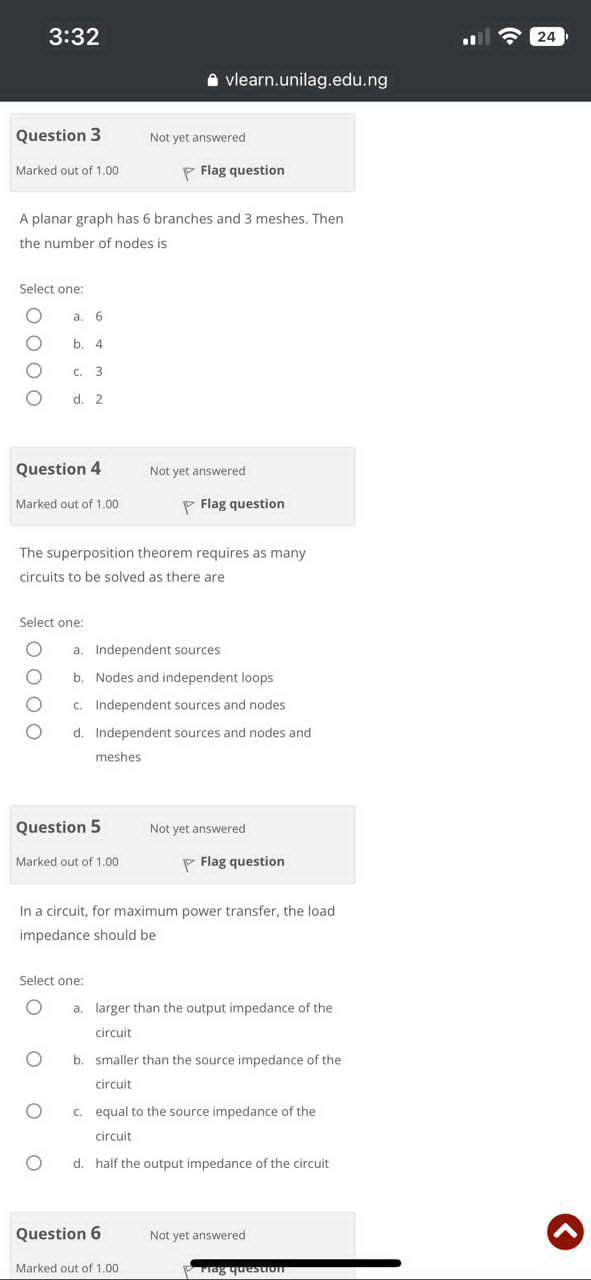 3:32
24
vlearn.unilag.edu.ng
Question 3 Not yet answered
Marked out of 1.00 Flag question
A planar graph has 6 branches and 3 meshes. Then
the number of nodes is
Select one:
a. 6
b. 4
c. 3
d. 2
Question 4 Not yet answered
Marked out of 1.00 Flag question
The superposition theorem requires as many
circuits to be solved as there are
Select one:
a. Independent sources
b. Nodes and independent loops
c. Independent sources and nodes
d. Independent sources and nodes and
meshes
Question 5 Not yet answered
Marked out of 1.00 Flag question
In a circuit, for maximum power transfer, the load
impedance should be
Select one:
a. larger than the output impedance of the
circuit
b. smaller than the source impedance of the
circuit
c. equal to the source impedance of the
circuit
d. half the output impedance of the circuit
Question 6 Not yet answered
Marked out of 1.00 Flag question